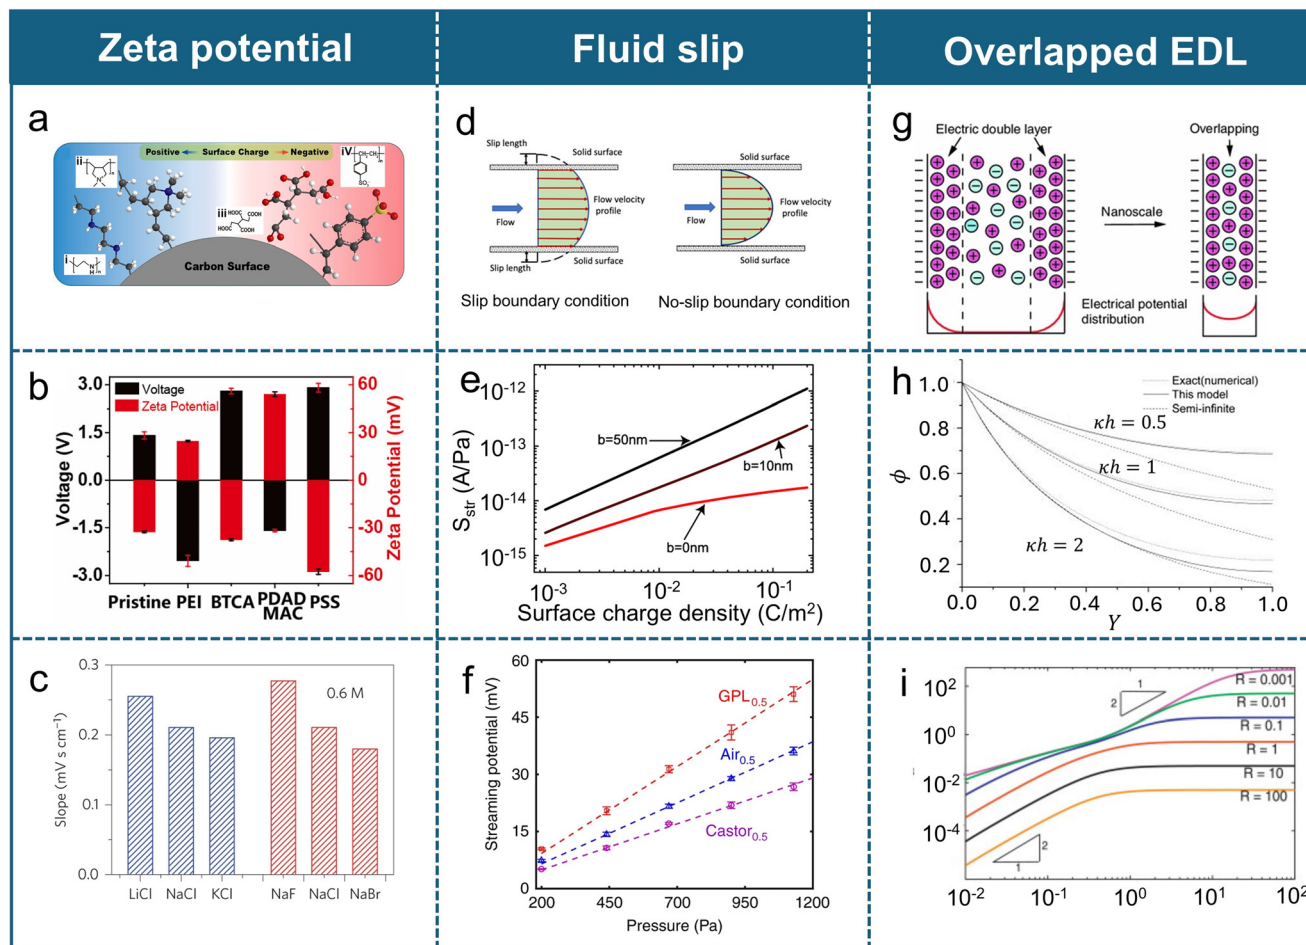 Zeta potential
Fluid slip
Overlapped EDL
a
Positive
Surface Charge
Negative
ii
iV
iii
HOOC
COOH
HOOC
COOH
i
Carbon Surface
d
Slip length
Solid surface
Solid surface
Flow
Flow velocity
profile
Flow
Flow velocity
profile
Slip length
Solid surface
Solid surface
Slip boundary condition
No-slip boundary condition
g
Electric double layer
Overlapping
Nanoscale
Electrical potential
distribution
b
Voltage
Zeta Potential
Voltage (V)
3.0
1.5
0.0
-1.5
-3.0
60
30
0
-30
-60
Zeta Potential (mV)
Pristine
PEI
BTCA
PDAD
MAC
PSS
e
S_str (A/Pa)
10⁻¹²
10⁻¹³
10⁻¹⁴
10⁻¹⁵
b=50nm
b=10nm
b=0nm
10⁻³
10⁻²
10⁻¹
Surface charge density (C/m²)
h
Exact(numerical)
This model
Semi-infinite
κh = 0.5
κh = 1
κh = 2
ϕ
1.0
0.8
0.6
0.4
0.2
0.0
0.2
0.4
0.6
0.8
1.0
Y
c
0.6 M
Slope (mV s cm⁻¹)
0.3
0.2
0.1
0.0
LiCl
NaCl
KCl
NaF
NaCl
NaBr
f
Streaming potential (mV)
60
45
30
15
0
GPL₀.₅
Air₀.₅
Castor₀.₅
200
450
700
950
1200
Pressure (Pa)
i
10²
10⁰
10⁻²
10⁻⁴
1
2
R = 0.001
R = 0.01
R = 0.1
R = 1
R = 10
R = 100
2
1
10⁻²
10⁻¹
10⁰
10¹
10²